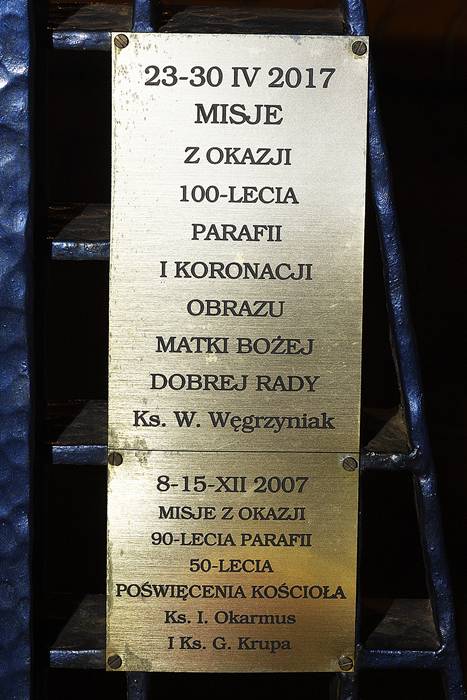 23-30 IV 2017
MISJE
Z OKAZJI
100-LECIA
PARAFII
I KORONACJI
OBRAZU
MATKI BOŻEJ
DOBREJ RADY
Ks. W. Węgrzyniak
8-15-XII 2007
MISJE Z OKAZJI
90-LECIA PARAFII
50-LECIA
POŚWIĘCENIA KOŚCIOŁA
Ks. I. Okarmus
I Ks. G. Krupa